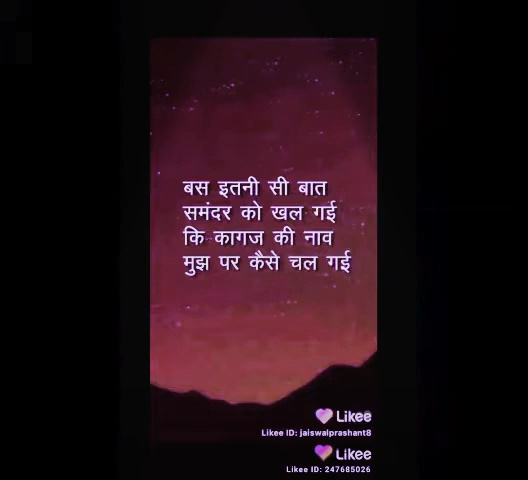 बस इतनी सी बात
समंदर को खल गई
कि कागज की नाव
मुझ पर कैसे चल गई
Likee
Likee ID: jaiswalprashant8
Likee
Likee ID: 247685026